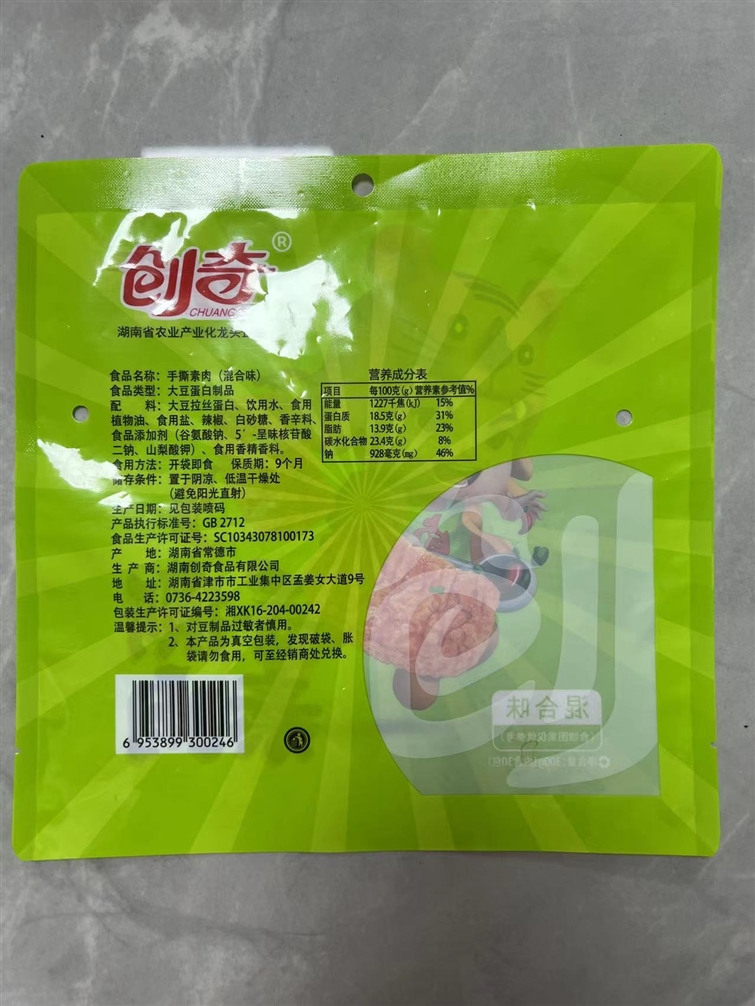 创奇®
CHUANG
湖南省农业产业化龙头
食品名称：手撕素肉（混合味）
食品类型：大豆蛋白制品
配 料：大豆拉丝蛋白、饮用水、食用
植物油、食用盐、辣椒、白砂糖、香辛料、
食品添加剂（谷氨酸钠、5′-呈味核苷酸
二钠、山梨酸钾）、食用香精香料。
食用方法：开袋即食 保质期：9个月
储存条件：置于阴凉、低温干燥处
（避免阳光直射）
生产日期：见包装喷码
产品执行标准号：GB 2712
食品生产许可证号：SC10343078100173
产 地：湖南省常德市
生 产 商：湖南创奇食品有限公司
地 址：湖南省津市市工业集中区孟姜女大道9号
电 话：0736-4223598
包装生产许可证编号：湘XK16-204-00242
温馨提示：1、对豆制品过敏者慎用。
2、本产品为真空包装，发现破袋、胀
袋请勿食用，可至经销商处兑换。
营养成分表
项目 每100克(g) 营养素参考值%
能量 1227千焦(kJ) 15%
蛋白质 18.5克(g) 31%
脂肪 13.9克(g) 23%
碳水化合物 23.4克(g) 8%
钠 928毫克(mg) 46%
6 953899 300246
混合味